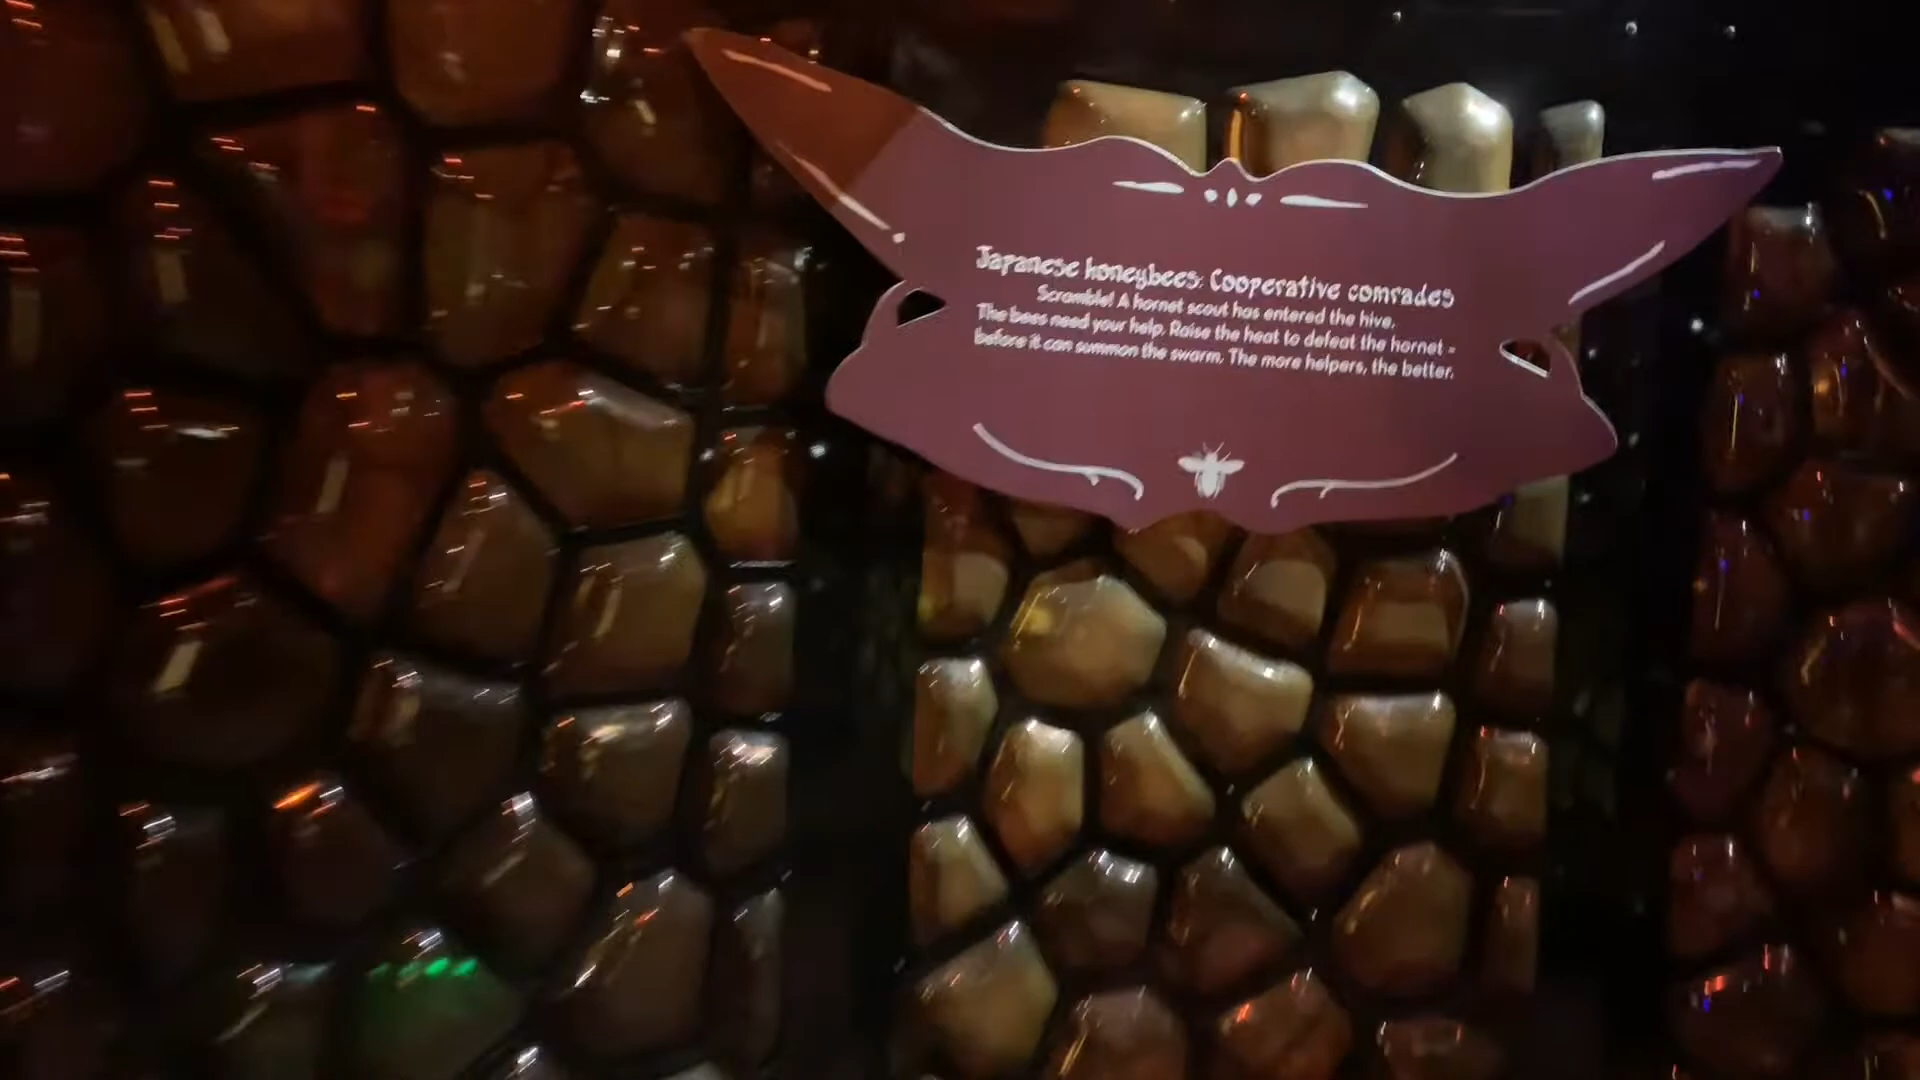 Japanese honeybees: Cooperative comrades
Scramble! A hornet scout has entered the hive.
The bees need your help. Raise the heat to defeat the hornet -
before it can summon the swarm. The more helpers, the better.